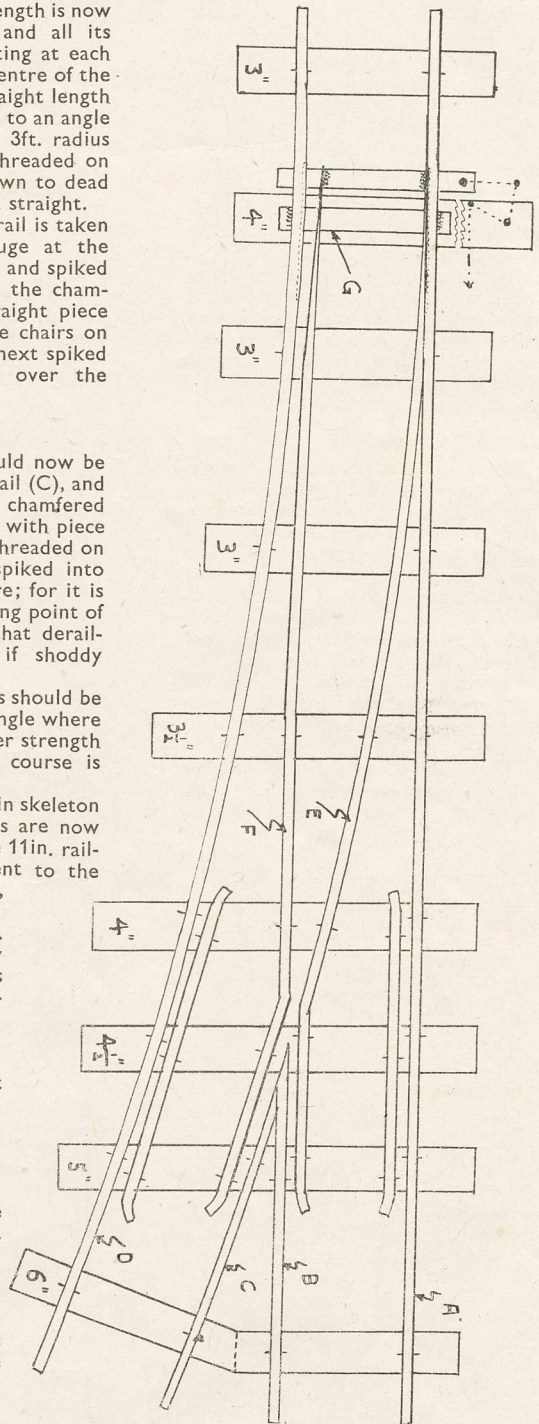 ength is now
and all its
ting at each
entre of the
aight length
to an angle
3ft. radius
hreaded on
wn to dead
straight.
rail is taken
uge at the
and spiked
the cham-
raight piece
e chairs on
next spiked
over the
uld now be
ail (C), and
chamfered
with piece
hreaded on
spiked into
re; for it is
ng point of
hat derail-
if shoddy
s should be
ngle where
er strength
course is
in skeleton
s are now
11in. rail-
nt to the
3"
4"
G
3"
3"
3½"
F
E
4"
4½"
5"
6"
D
C
B
A